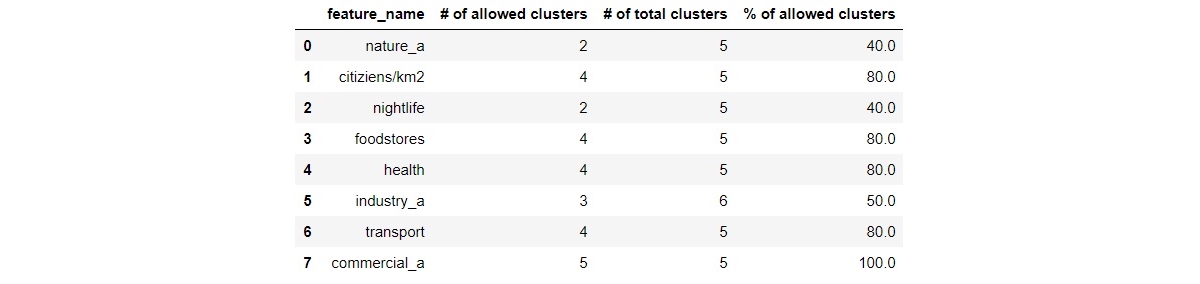 feature_name # of allowed clusters # of total clusters % of allowed clusters
0 nature_a 2 5 40.0
1 citiziens/km2 4 5 80.0
2 nightlife 2 5 40.0
3 foodstores 4 5 80.0
4 health 4 5 80.0
5 industry_a 3 6 50.0
6 transport 4 5 80.0
7 commercial_a 5 5 100.0